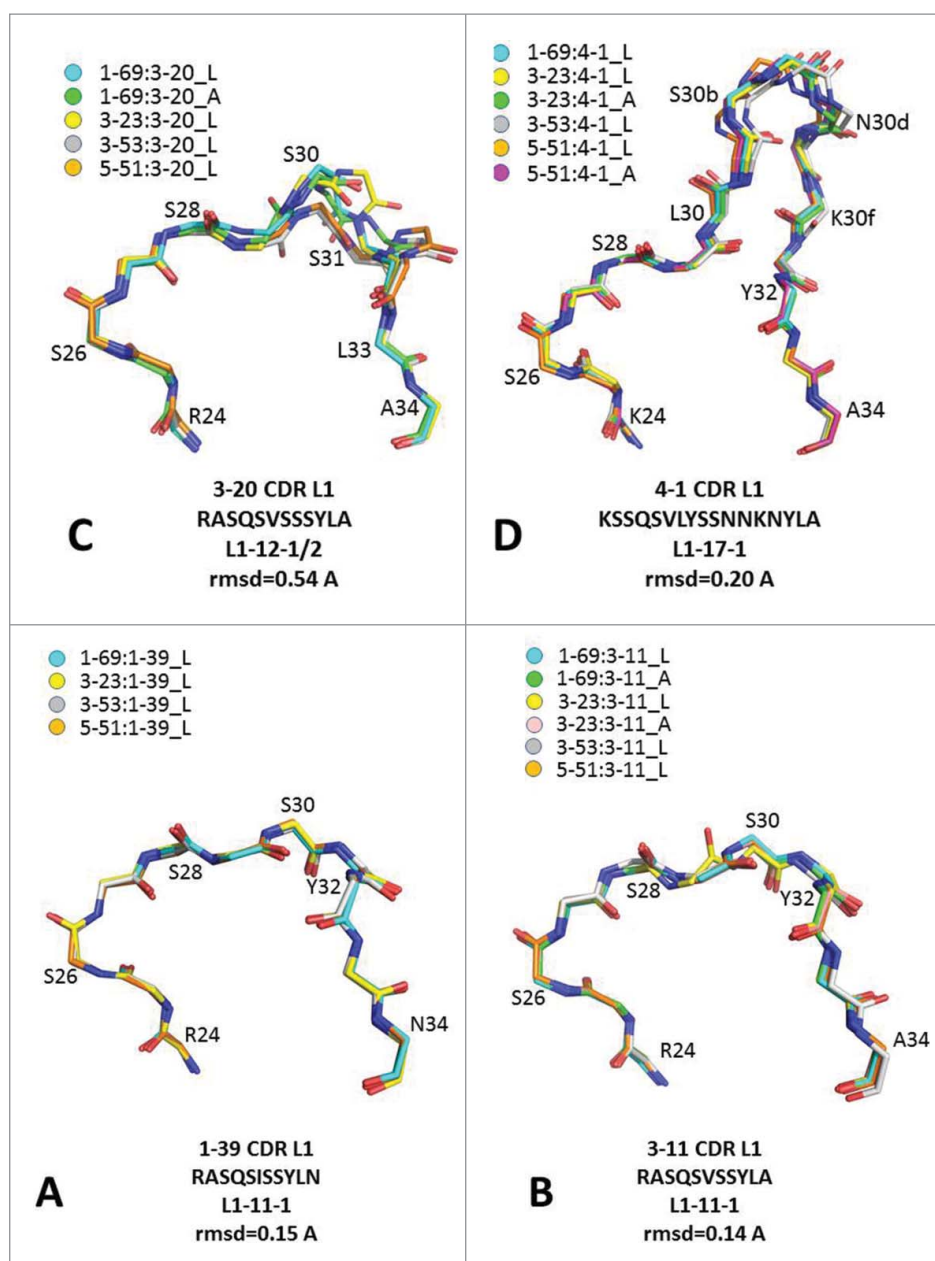 1-69:3-20_L
1-69:3-20_A
3-23:3-20_L
3-53:3-20_L
5-51:3-20_L
S30
S28
S31
S26
L33
R24
A34
3-20 CDR L1
C
RASQSVSSSYLA
L1-12-1/2
rmsd=0.54 A
1-69:4-1_L
3-23:4-1_L
3-23:4-1_A
3-53:4-1_L
5-51:4-1_L
5-51:4-1_A
S30b
N30d
L30
K30f
S28
Y32
S26
K24
A34
4-1 CDR L1
D
KSSQSVLYSSNNKNYLA
L1-17-1
rmsd=0.20 A
1-69:1-39_L
3-23:1-39_L
3-53:1-39_L
5-51:1-39_L
S30
S28
Y32
S26
R24
N34
1-39 CDR L1
A
RASQSISSYLN
L1-11-1
rmsd=0.15 A
1-69:3-11_L
1-69:3-11_A
3-23:3-11_L
3-23:3-11_A
3-53:3-11_L
5-51:3-11_L
S30
S28
Y32
S26
R24
A34
3-11 CDR L1
B
RASQSVSSYLA
L1-11-1
rmsd=0.14 A